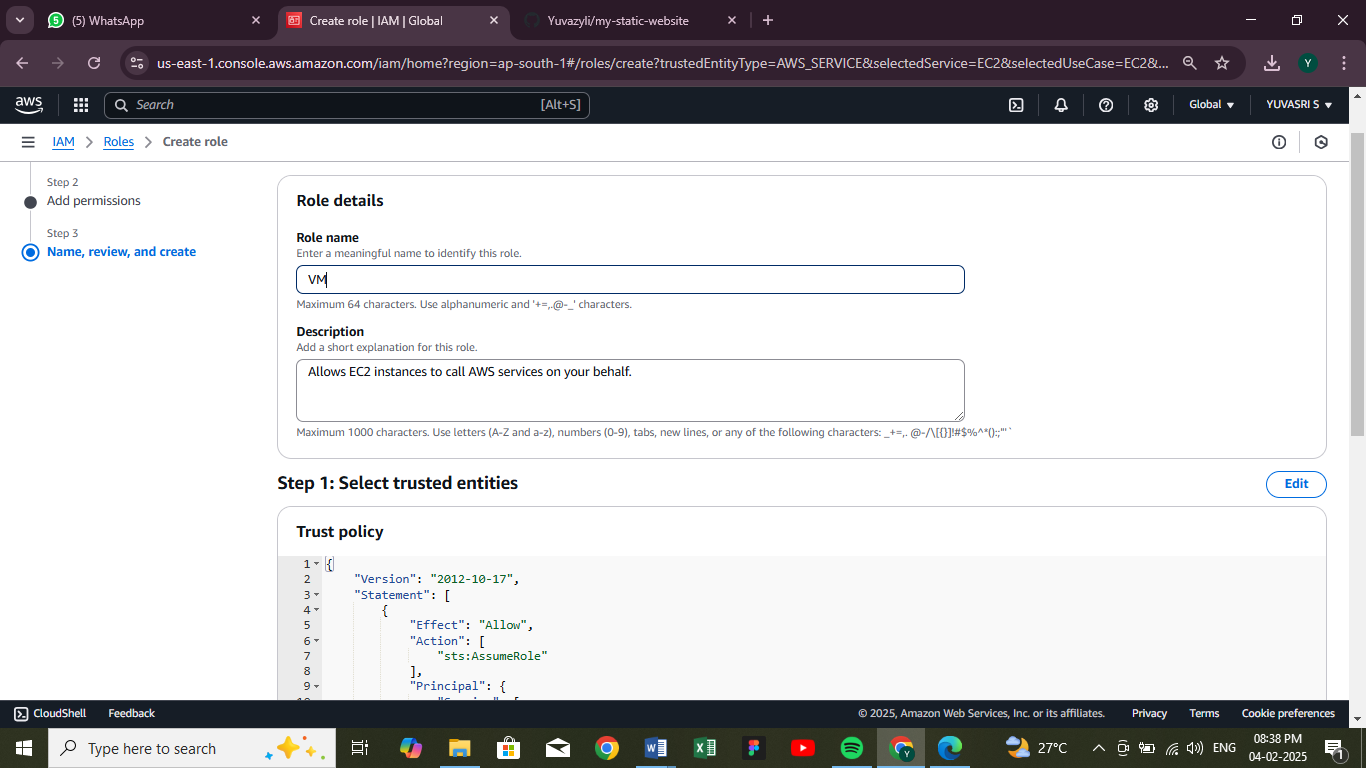 (5) WhatsApp
Create role | IAM | Global
Yuvazyli/my-static-website
us-east-1.console.aws.amazon.com/iam/home?region=ap-south-1#/roles/create?trustedEntityType=AWS_SERVICE&selectedService=EC2&selectedUseCase=EC2&...
Y
aws
Search
[Alt+S]
Global
YUVASRI S
IAM
Roles
Create role
Step 2
Add permissions
Step 3
Name, review, and create
Role details
Role name
Enter a meaningful name to identify this role.
VM
Maximum 64 characters. Use alphanumeric and '+=,.@-_' characters.
Description
Add a short explanation for this role.
Allows EC2 instances to call AWS services on your behalf.
Maximum 1000 characters. Use letters (A-Z and a-z), numbers (0-9), tabs, new lines, or any of the following characters: _+=,. @-/\[{}]!#$%^*();:"'`
Step 1: Select trusted entities
Edit
Trust policy
1 {
2 "Version": "2012-10-17",
3 "Statement": [
4 {
5 "Effect": "Allow",
6 "Action": [
7 "sts:AssumeRole"
8 ],
9 "Principal": {
CloudShell
Feedback
© 2025, Amazon Web Services, Inc. or its affiliates.
Privacy
Terms
Cookie preferences
Type here to search
27°C
ENG
08:38 PM
04-02-2025
1